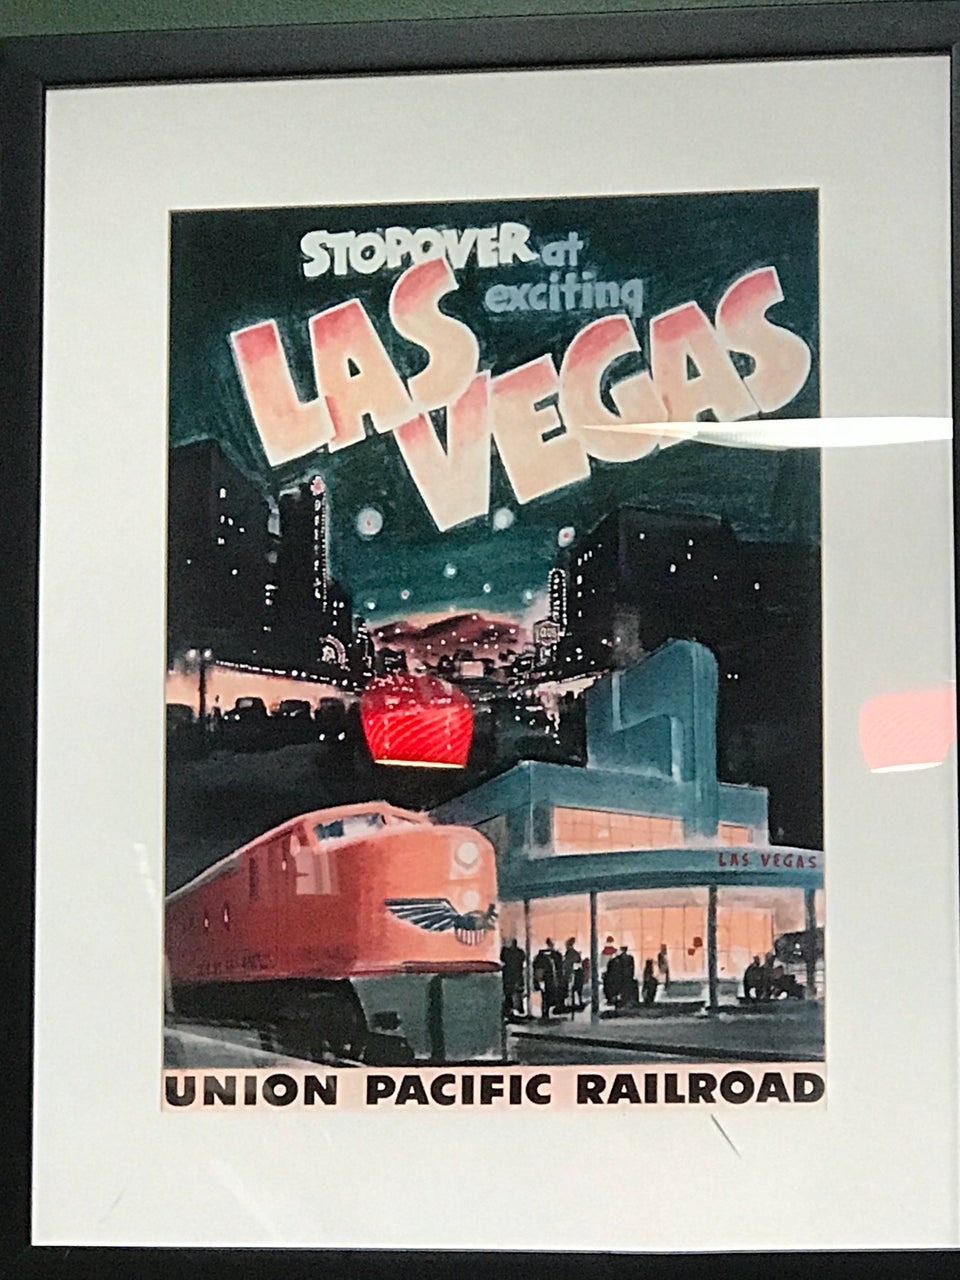 STOPOVER at
exciting
LAS
VEGAS
LAS VEGAS
UNION PACIFIC RAILROAD